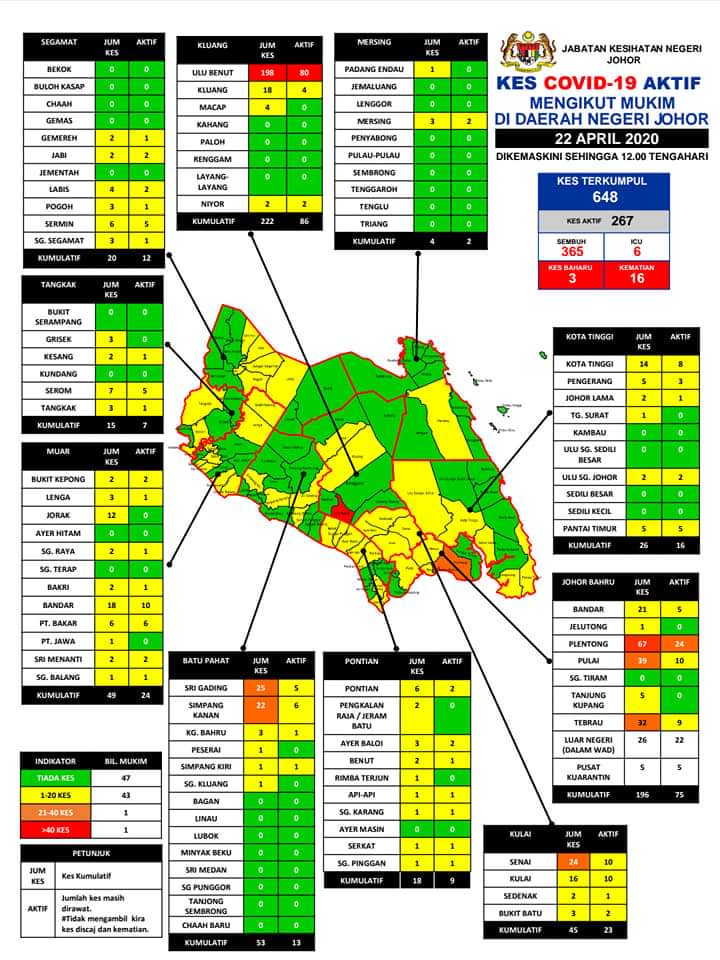 JABATAN KESIHATAN NEGERI
JOHOR
KES COVID-19 AKTIF
MENGIKUT MUKIM
DI DAERAH NEGERI JOHOR
22 APRIL 2020
DIKEMASKINI SEHINGGA 12.00 TENGAHARI
KES TERKUMPUL
648
KES AKTIF 267
SEMBUH ICU
365 6
KES BAHARU KEMATIAN
3 16
SEGAMAT JUM KES AKTIF
BEKOK 0 0
BULOH KASAP 0 0
CHAAH 0 0
GEMAS 0 0
GEMEREH 2 1
JABI 2 2
JEMENTAH 0 0
LABIS 4 2
POGOH 3 1
SERMIN 6 5
SG. SEGAMAT 3 1
KUMULATIF 20 12
KLUANG JUM KES AKTIF
ULU BENUT 198 80
KLUANG 18 4
MACAP 4 0
KAHANG 0 0
PALOH 0 0
RENGGAM 0 0
LAYANG-LAYANG 0 0
NIYOR 2 2
KUMULATIF 222 86
MERSING JUM KES AKTIF
PADANG ENDAU 1 0
JEMALUANG 0 0
LENGGOR 0 0
MERSING 3 2
PENYABONG 0 0
PULAU-PULAU 0 0
SEMBRONG 0 0
TENGGAROH 0 0
TENGLU 0 0
TRIANG 0 0
KUMULATIF 4 2
TANGKAK JUM KES AKTIF
BUKIT SERAMPANG 0 0
GRISEK 3 0
KESANG 2 1
KUNDANG 0 0
SEROM 7 5
TANGKAK 3 1
KUMULATIF 15 7
MUAR JUM KES AKTIF
BUKIT KEPONG 2 2
LENGA 3 1
JORAK 12 0
AYER HITAM 0 0
SG. RAYA 2 1
SG. TERAP 0 0
BAKRI 2 1
BANDAR 18 10
PT. BAKAR 6 6
PT. JAWA 1 0
SRI MENANTI 2 2
SG. BALANG 1 1
KUMULATIF 49 24
KOTA TINGGI JUM KES AKTIF
KOTA TINGGI 14 8
PENGERANG 5 3
JOHOR LAMA 2 1
TG. SURAT 1 0
KAMBAU 0 0
ULU SG. SEDILI BESAR 0 0
ULU SG. JOHOR 2 2
SEDILI BESAR 0 0
SEDILI KECIL 0 0
PANTAI TIMUR 5 5
KUMULATIF 26 16
JOHOR BAHRU JUM KES AKTIF
BANDAR 21 5
JELUTONG 1 0
PLENTONG 67 24
PULAI 39 10
SG. TIRAM 0 0
TANJUNG KUPANG 5 0
TEBRAU 32 9
LUAR NEGERI (DALAM WAD) 26 22
PUSAT KUARANTIN 5 5
KUMULATIF 196 75
BATU PAHAT JUM KES AKTIF
SRI GADING 25 5
SIMPANG KANAN 22 6
KG. BAHRU 3 1
PESERAI 1 0
SIMPANG KIRI 1 1
SG. KLUANG 1 0
BAGAN 0 0
LINAU 0 0
LUBOK 0 0
MINYAK BEKU 0 0
SRI MEDAN 0 0
SG PUNGGOR 0 0
TANJONG SEMBRONG 0 0
CHAAH BARU 0 0
KUMULATIF 53 13
PONTIAN JUM KES AKTIF
PONTIAN 6 2
PENGKALAN RAJA / JERAM BATU 2 0
AYER BALOI 3 2
BENUT 2 1
RIMBA TERJUN 1 0
API-API 1 1
SG. KARANG 1 1
AYER MASIN 0 0
SERKAT 1 1
SG. PINGGAN 1 1
KUMULATIF 18 9
KULAI JUM KES AKTIF
SENAI 24 10
KULAI 16 10
SEDENAK 2 1
BUKIT BATU 3 2
KUMULATIF 45 23
INDIKATOR BIL. MUKIM
TIADA KES 47
1-20 KES 43
21-40 KES 1
>40 KES 1
PETUNJUK
JUM KES Kes Kumulatif
AKTIF Jumlah kes masih dirawat.
#Tidak mengambil kira
kes discaj dan kematian.